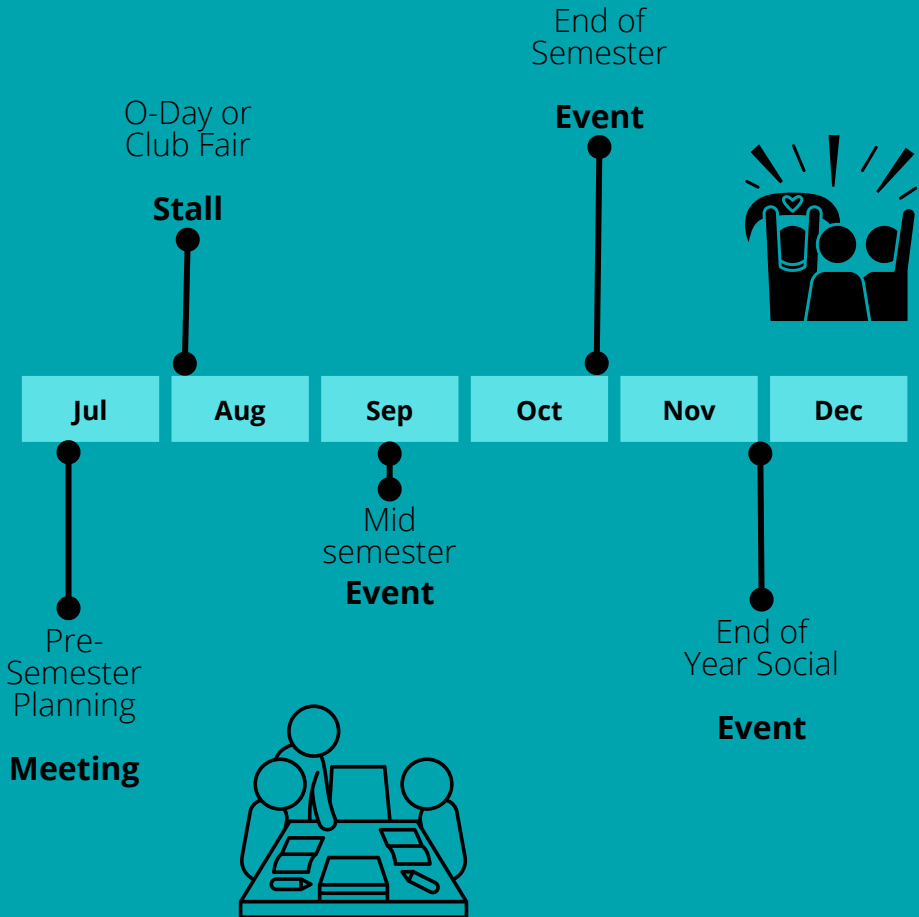 End of
Semester
Event
O-Day or
Club Fair
Stall
Jul
Aug
Sep
Oct
Nov
Dec
Mid
semester
Event
Pre-
Semester
Planning
Meeting
End of
Year Social
Event